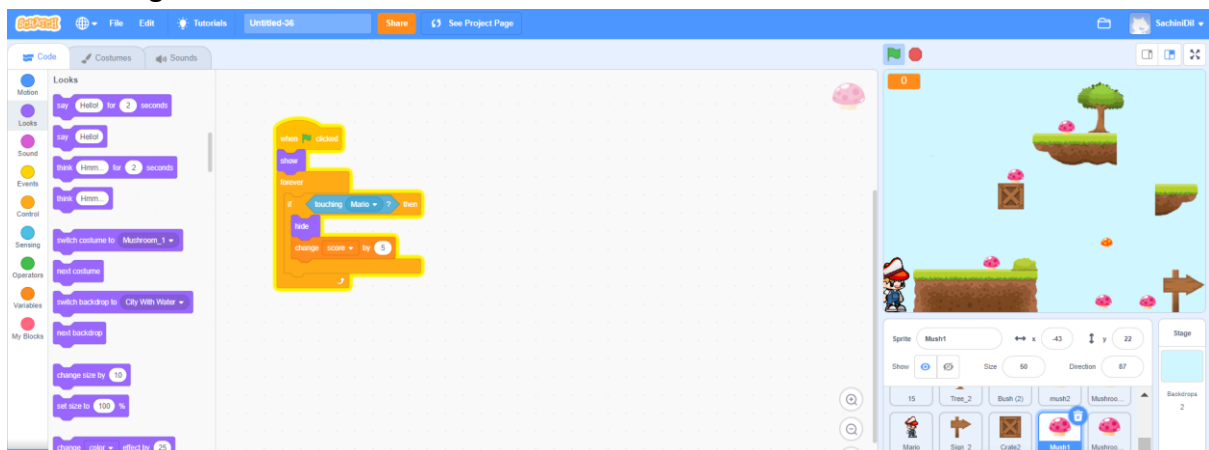 SCRATCH File Edit Tutorials Untitled-36 Share See Project Page SachiniDil
Code Costumes Sounds
Motion
Looks
Sound
Events
Control
Sensing
Operators
Variables
My Blocks
Looks
say Hello! for 2 seconds
say Hello!
think Hmm... for 2 seconds
think Hmm...
switch costume to Mushroom_1
next costume
switch backdrop to City With Water
next backdrop
change size by 10
set size to 100 %
change color effect by 25
when clicked
show
forever
if touching Mario ? then
hide
change score by 5
0
Sprite Mush1 x -43 y 22
Show Size 50 Direction 87
15 Tree_2 Bush (2) mush2 Mushroo...
Mario Sign_2 Crate2 Mush1 Mushroo...
Stage
Backdrops
2